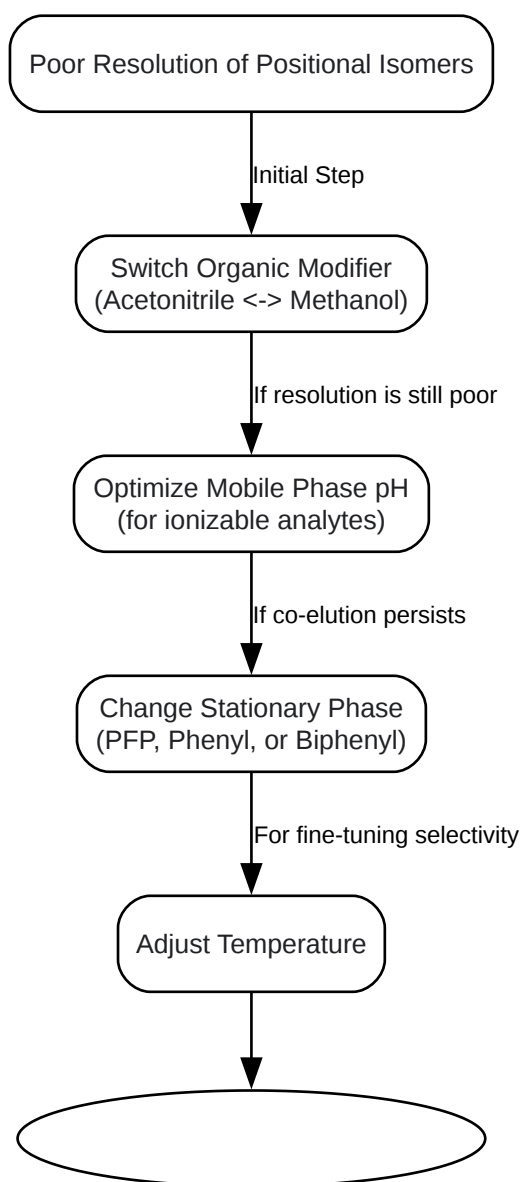 Poor Resolution of Positional Isomers
Initial Step
Switch Organic Modifier
(Acetonitrile <-> Methanol)
If resolution is still poor
Optimize Mobile Phase pH
(for ionizable analytes)
If co-elution persists
Change Stationary Phase
(PFP, Phenyl, or Biphenyl)
For fine-tuning selectivity
Adjust Temperature